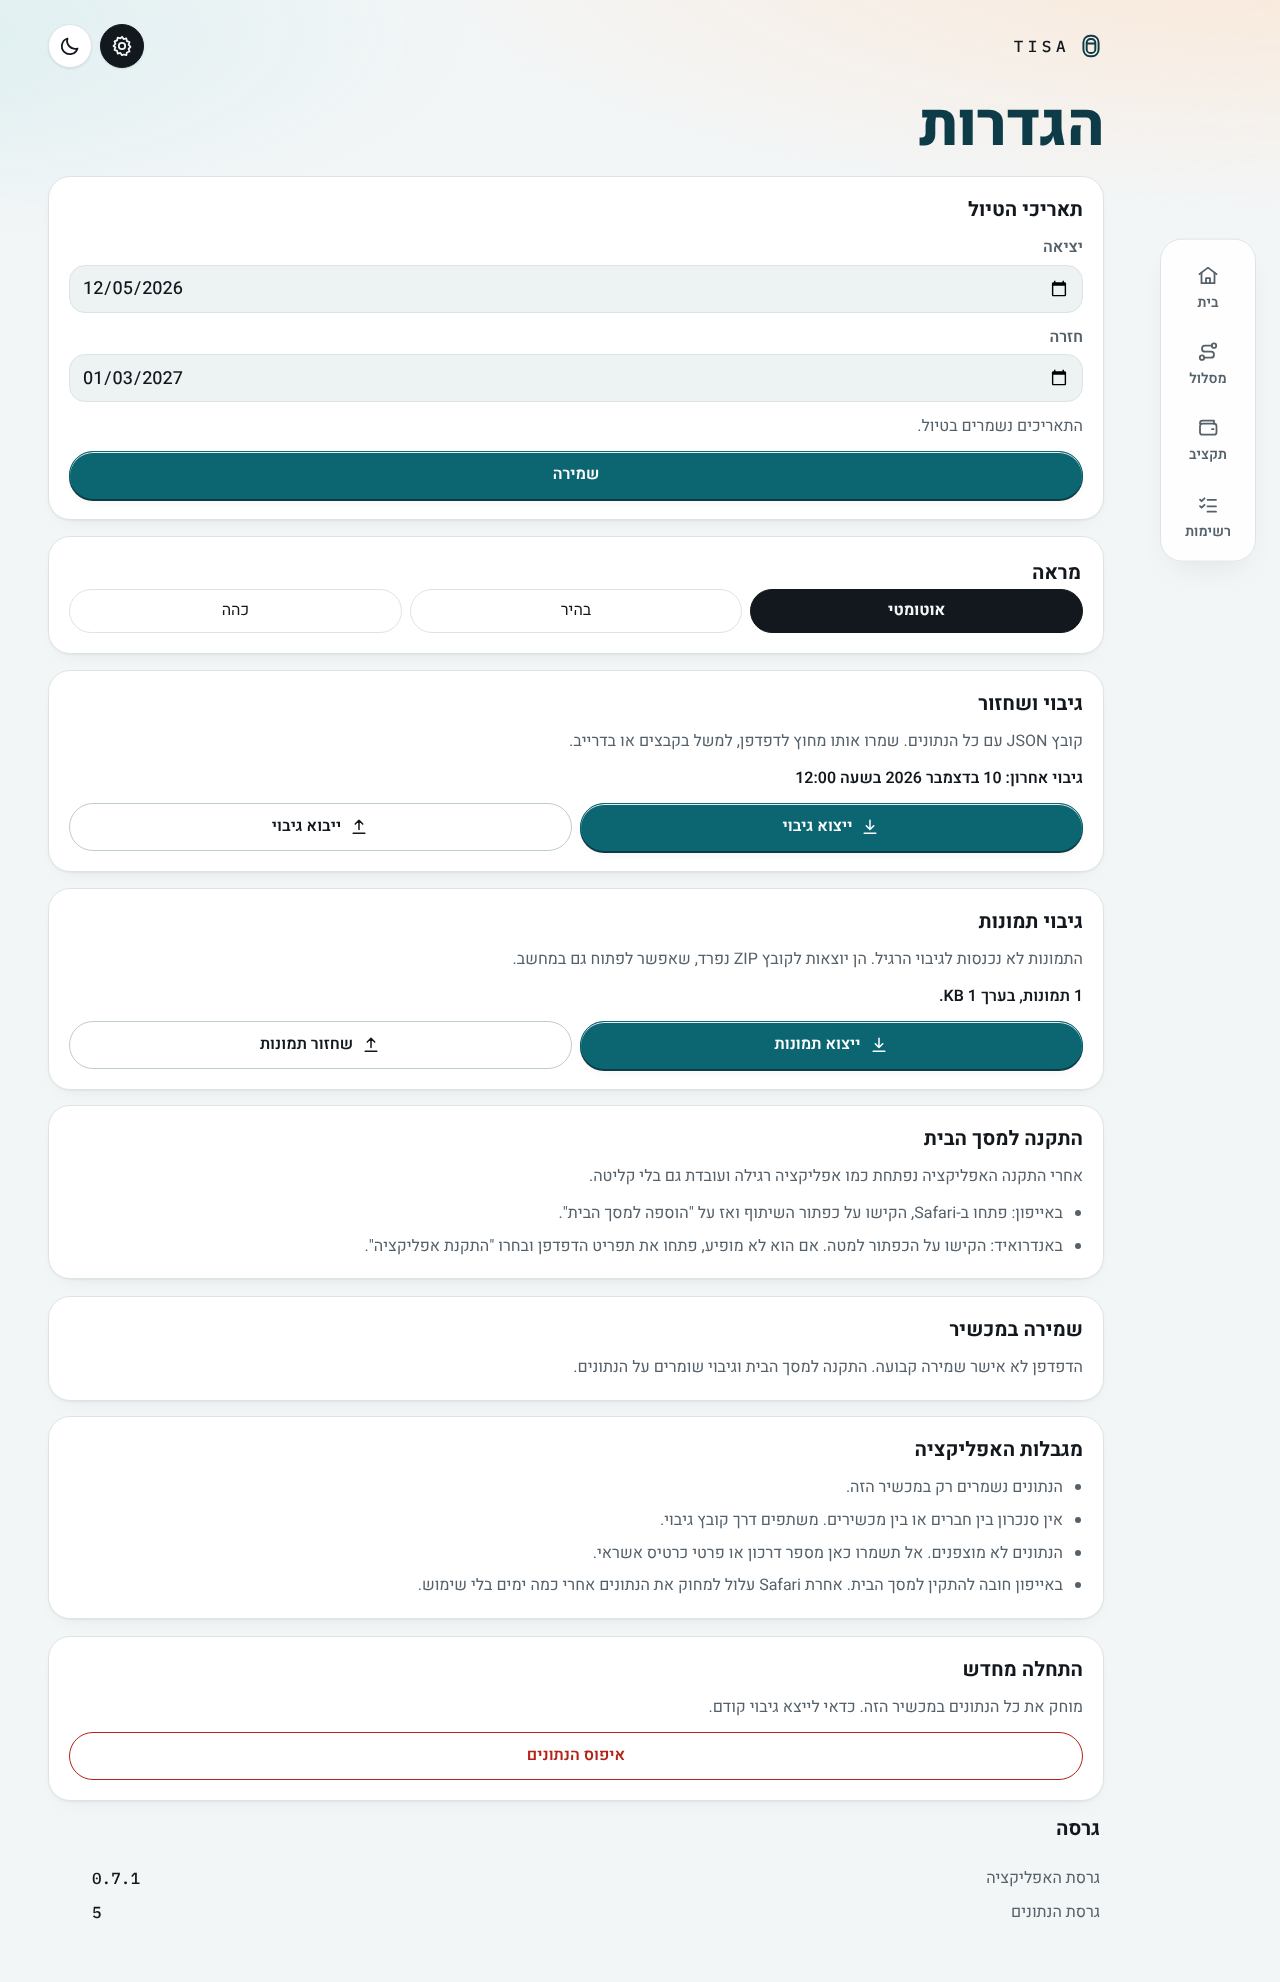 TISA
הגדרות
תאריכי הטיול
יציאה
12/05/2026
חזרה
01/03/2027
התאריכים נשמרים בטיול.
שמירה
מראה
אוטומטי
בהיר
כהה
גיבוי ושחזור
קובץ JSON עם כל הנתונים. שמרו אותו מחוץ לדפדפן, למשל בקבצים או בדרייב.
גיבוי אחרון: 10 בדצמבר 2026 בשעה 12:00
ייצוא גיבוי
ייבוא גיבוי
גיבוי תמונות
התמונות לא נכנסות לגיבוי הרגיל. הן יוצאות לקובץ ZIP נפרד, שאפשר לפתוח גם במחשב.
1 תמונות, בערך 1 KB.
ייצוא תמונות
שחזור תמונות
התקנה למסך הבית
אחרי התקנה האפליקציה נפתחת כמו אפליקציה רגילה ועובדת גם בלי קליטה.
• באייפון: פתחו ב-Safari, הקישו על כפתור השיתוף ואז על "הוספה למסך הבית".
• באנדרואיד: הקישו על הכפתור למטה. אם הוא לא מופיע, פתחו את תפריט הדפדפן ובחרו "התקנת אפליקציה".
שמירה במכשיר
הדפדפן לא אישר שמירה קבועה. התקנה למסך הבית וגיבוי שומרים על הנתונים.
מגבלות האפליקציה
• הנתונים נשמרים רק במכשיר הזה.
• אין סנכרון בין חברים או בין מכשירים. משתפים דרך קובץ גיבוי.
• הנתונים לא מוצפנים. אל תשמרו כאן מספר דרכון או פרטי כרטיס אשראי.
• באייפון חובה להתקין למסך הבית. אחרת Safari עלול למחוק את הנתונים אחרי כמה ימים בלי שימוש.
התחלה מחדש
מוחק את כל הנתונים במכשיר הזה. כדאי לייצא גיבוי קודם.
איפוס הנתונים
גרסה
גרסת האפליקציה 0.7.1
גרסת הנתונים 5
בית
מסלול
תקציב
רשימות